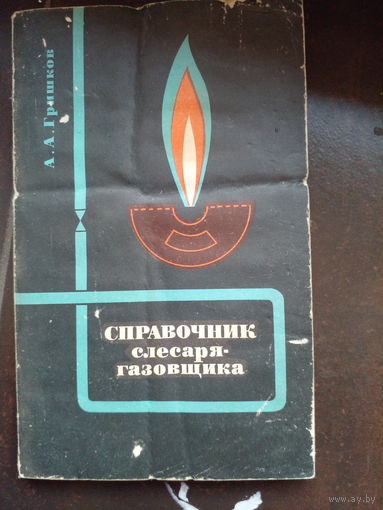 А. А. Гришков
СПРАВОЧНИК
слесаря-
газовщика
www.ay.by